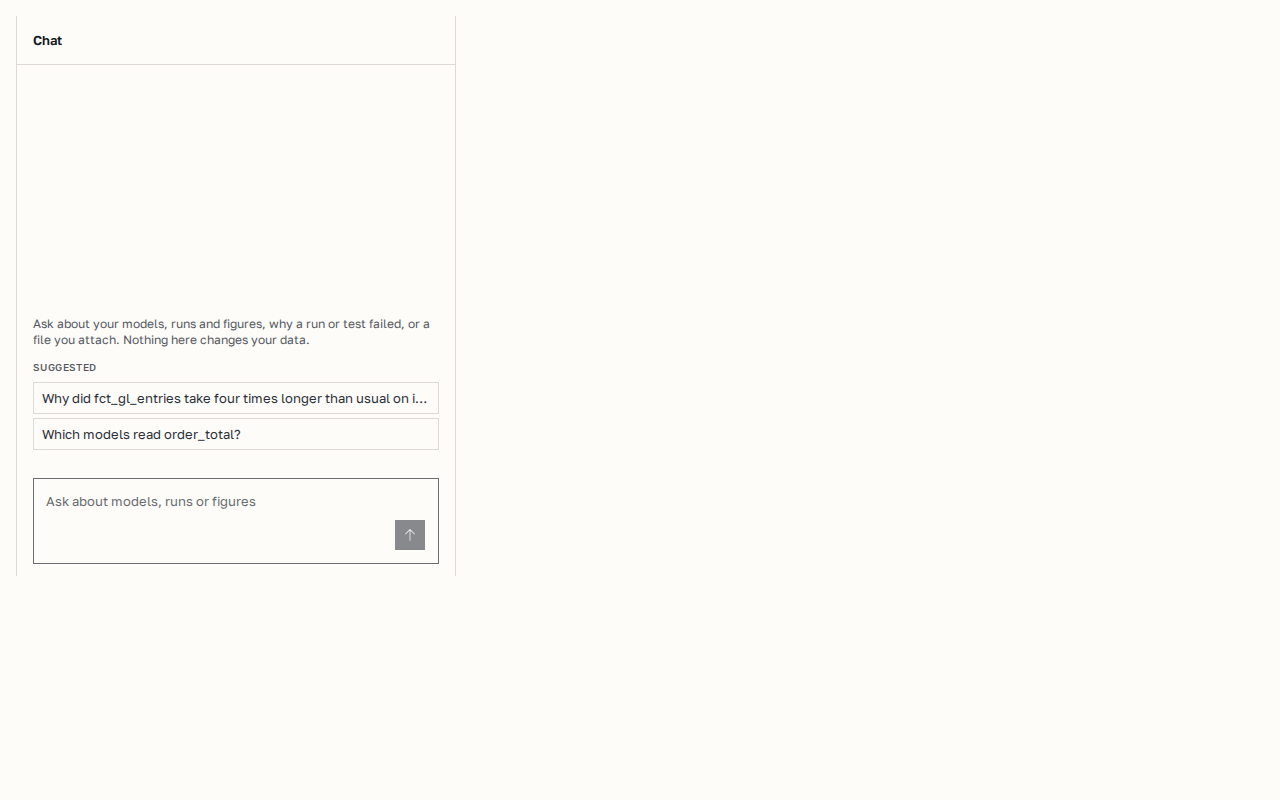 Chat
Ask about your models, runs and figures, why a run or test failed, or a
file you attach. Nothing here changes your data.
SUGGESTED
Why did fct_gl_entries take four times longer than usual on i…
Which models read order_total?
Ask about models, runs or figures